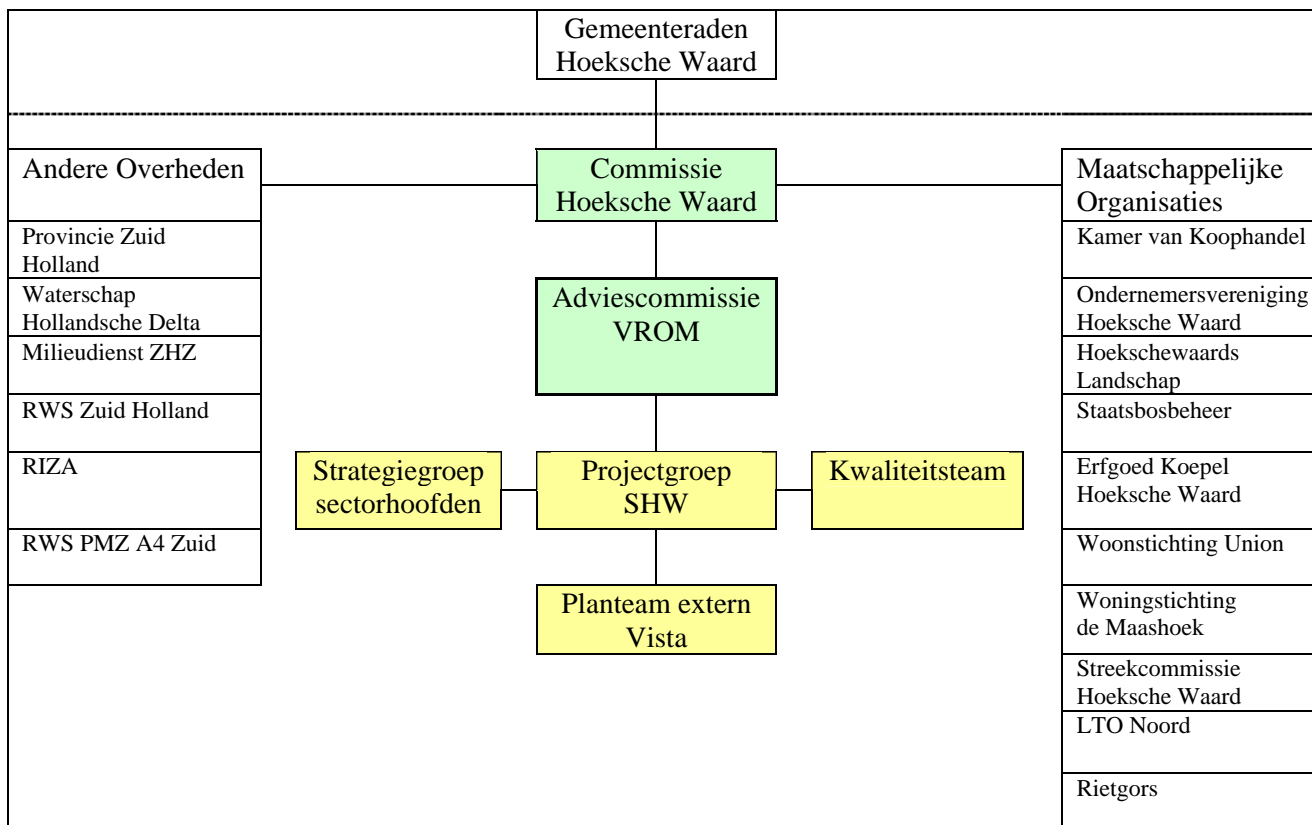 Gemeenteraden
Hoeksche Waard
Andere Overheden
Provincie Zuid
Holland
Waterschap
Hollandsche Delta
Milieudienst ZHZ
RWS Zuid Holland
RIZA
RWS PMZ A4 Zuid
Commissie
Hoeksche Waard
Adviescommissie
VROM
Strategiegroep
sectorhoofden
Projectgroep
SHW
Kwaliteitsteam
Planteam extern
Vista
Maatschappelijke
Organisaties
Kamer van Koophandel
Ondernemersvereniging
Hoeksche Waard
Hoekschewaards
Landschap
Staatsbosbeheer
Erfgoed Koepel
Hoeksche Waard
Woonstichting Union
Woningstichting
de Maashoek
Streekcommissie
Hoeksche Waard
LTO Noord
Rietgors